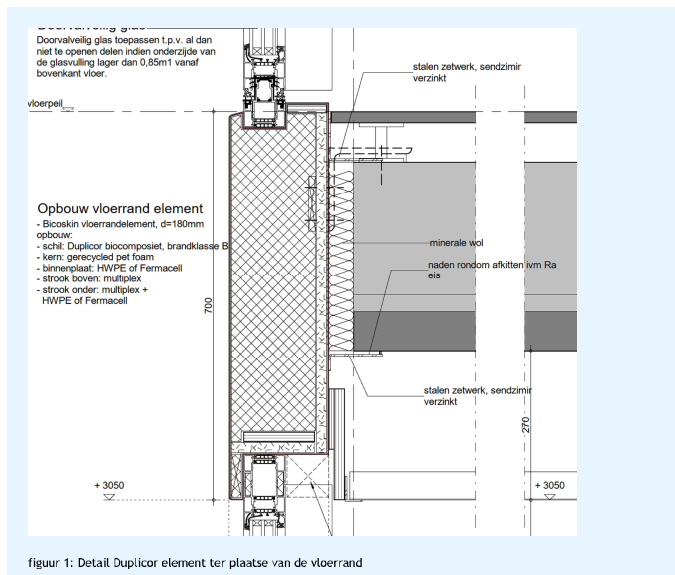 Doorvalveilig glas
Doorvalveilig glas toepassen t.p.v. al dan
niet te openen delen indien onderzijde van
de glasvulling lager dan 0,85m1 vanaf
bovenkant vloer.
vloerpeil
stalen zetwerk, sendzimir
verzinkt
Opbouw vloerrand element
- Bicoskin vloerrandelement, d=180mm
opbouw:
- schil: Duplicor biocomposiet, brandklasse B
- kern: gerecycled pet foam
- binnenplaat: HWPE of Fermacell
- strook boven: multiplex
- strook onder: multiplex +
HWPE of Fermacell
minerale wol
naden rondom afkitten ivm Ra
eis
700
stalen zetwerk, sendzimir
verzinkt
270
+ 3050
+ 3050
figuur 1: Detail Duplicor element ter plaatse van de vloerrand